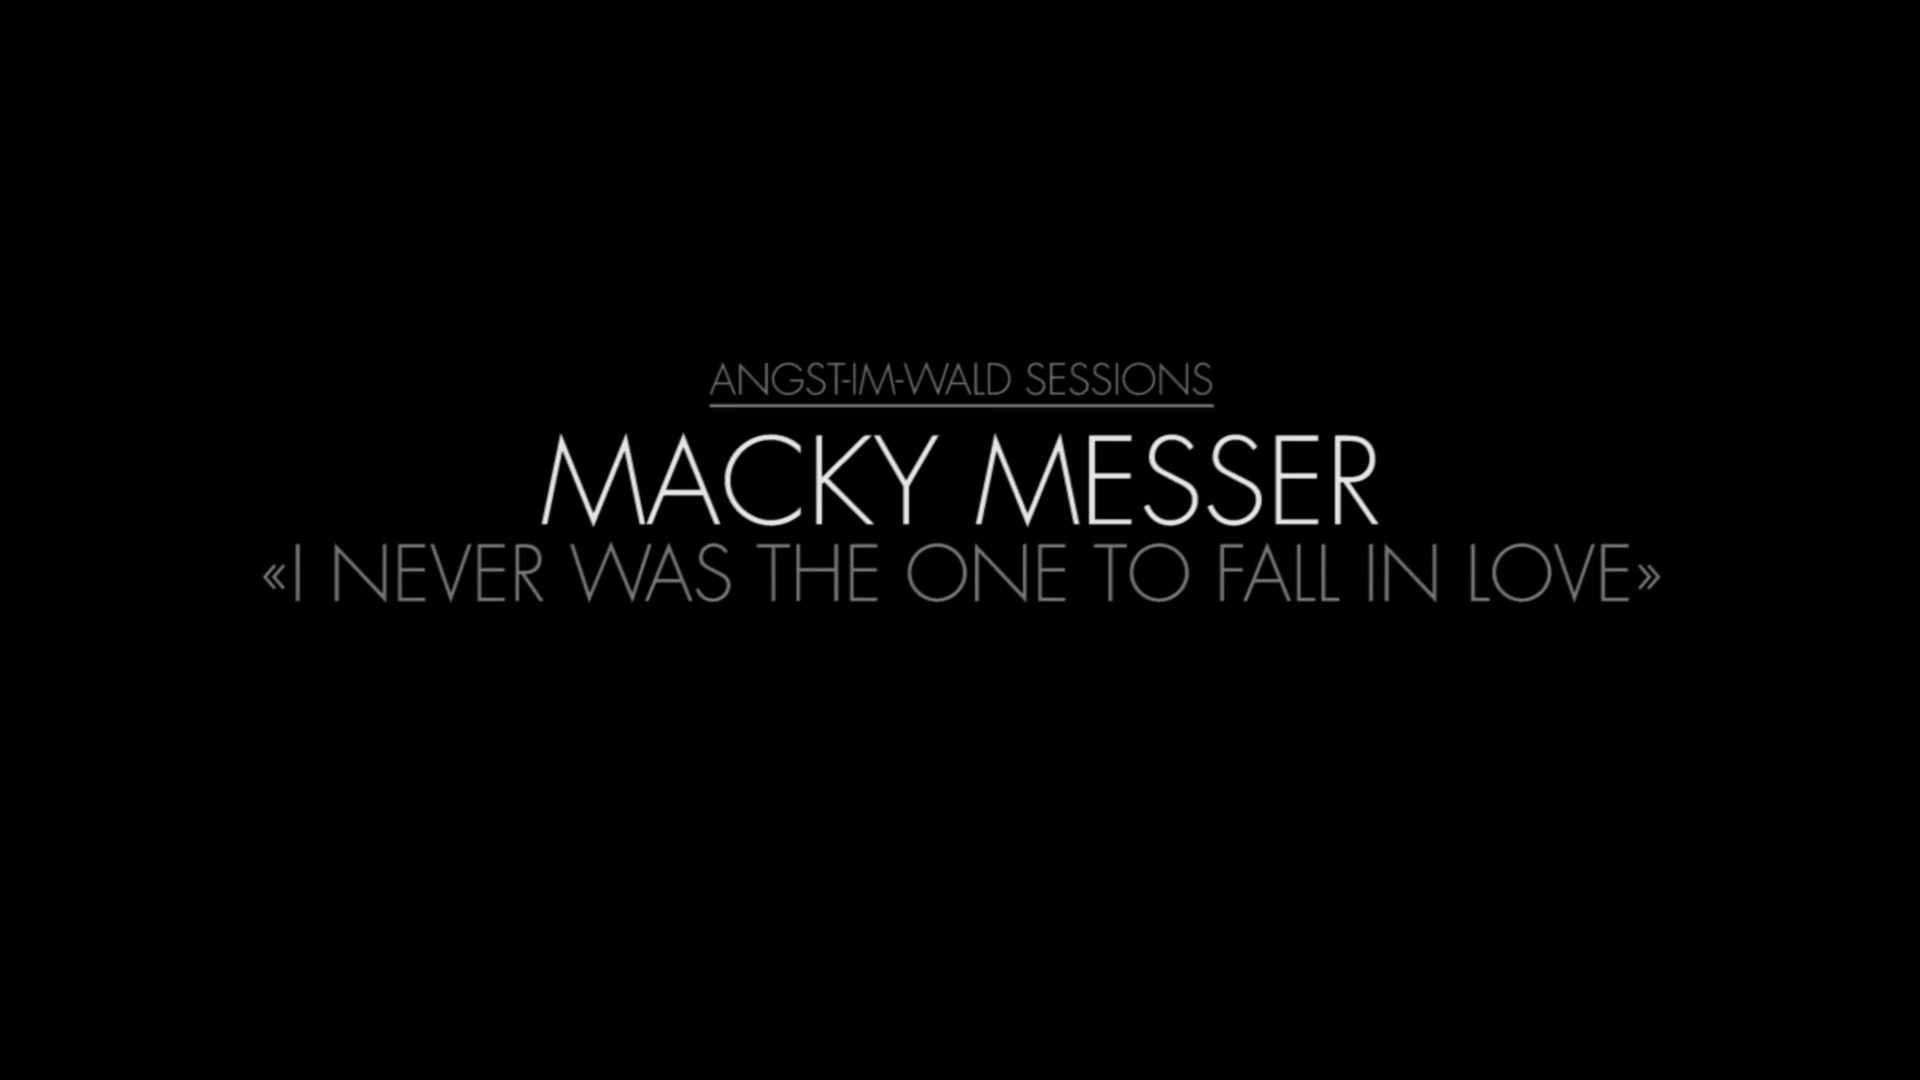 ANGST-IM-WALD SESSIONS
MACKY MESSER
«I NEVER WAS THE ONE TO FALL IN LOVE»